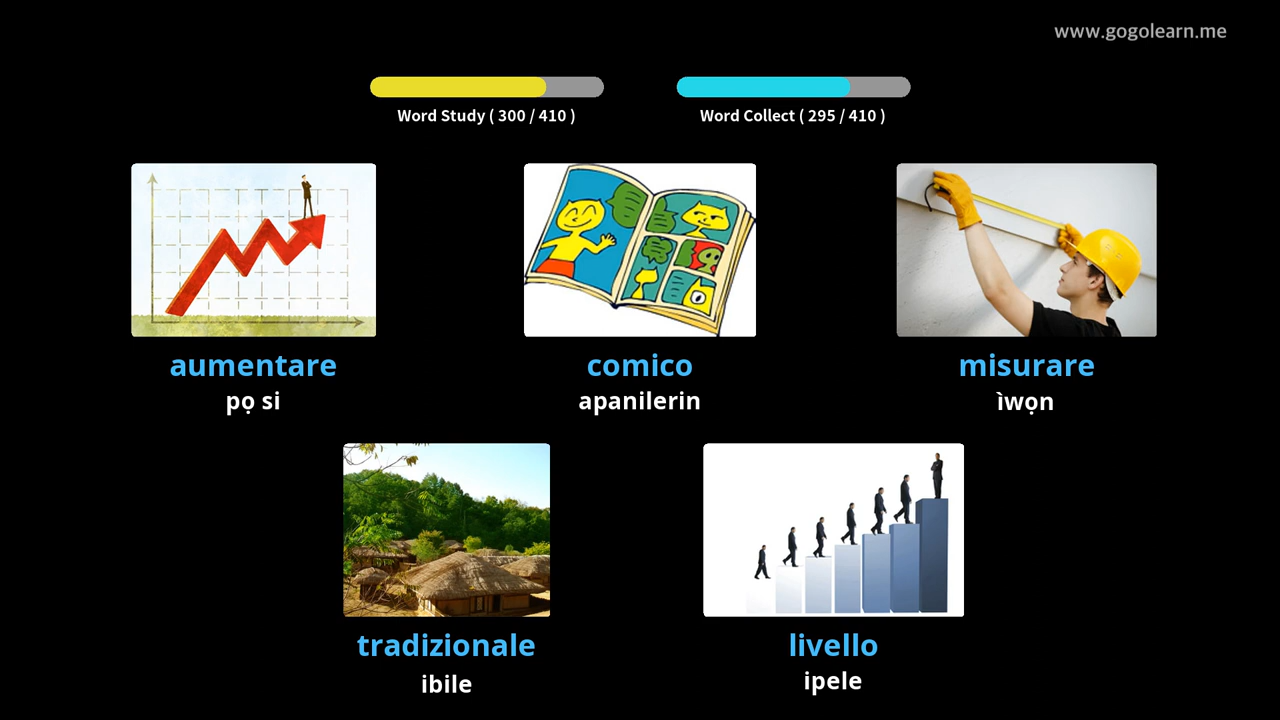 www.gogolearn.me
Word Study ( 300 / 410 )
Word Collect ( 295 / 410 )
aumentare
pọ si
comico
apanilerin
misurare
ìwọn
tradizionale
ibile
livello
ipele